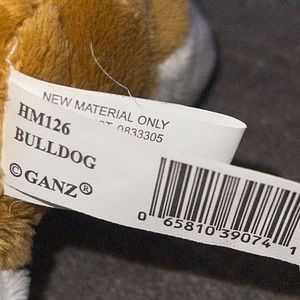 NEW MATERIAL ONLY
0833305
HM126
BULLDOG
© GANZ®
0 65810 39074 1